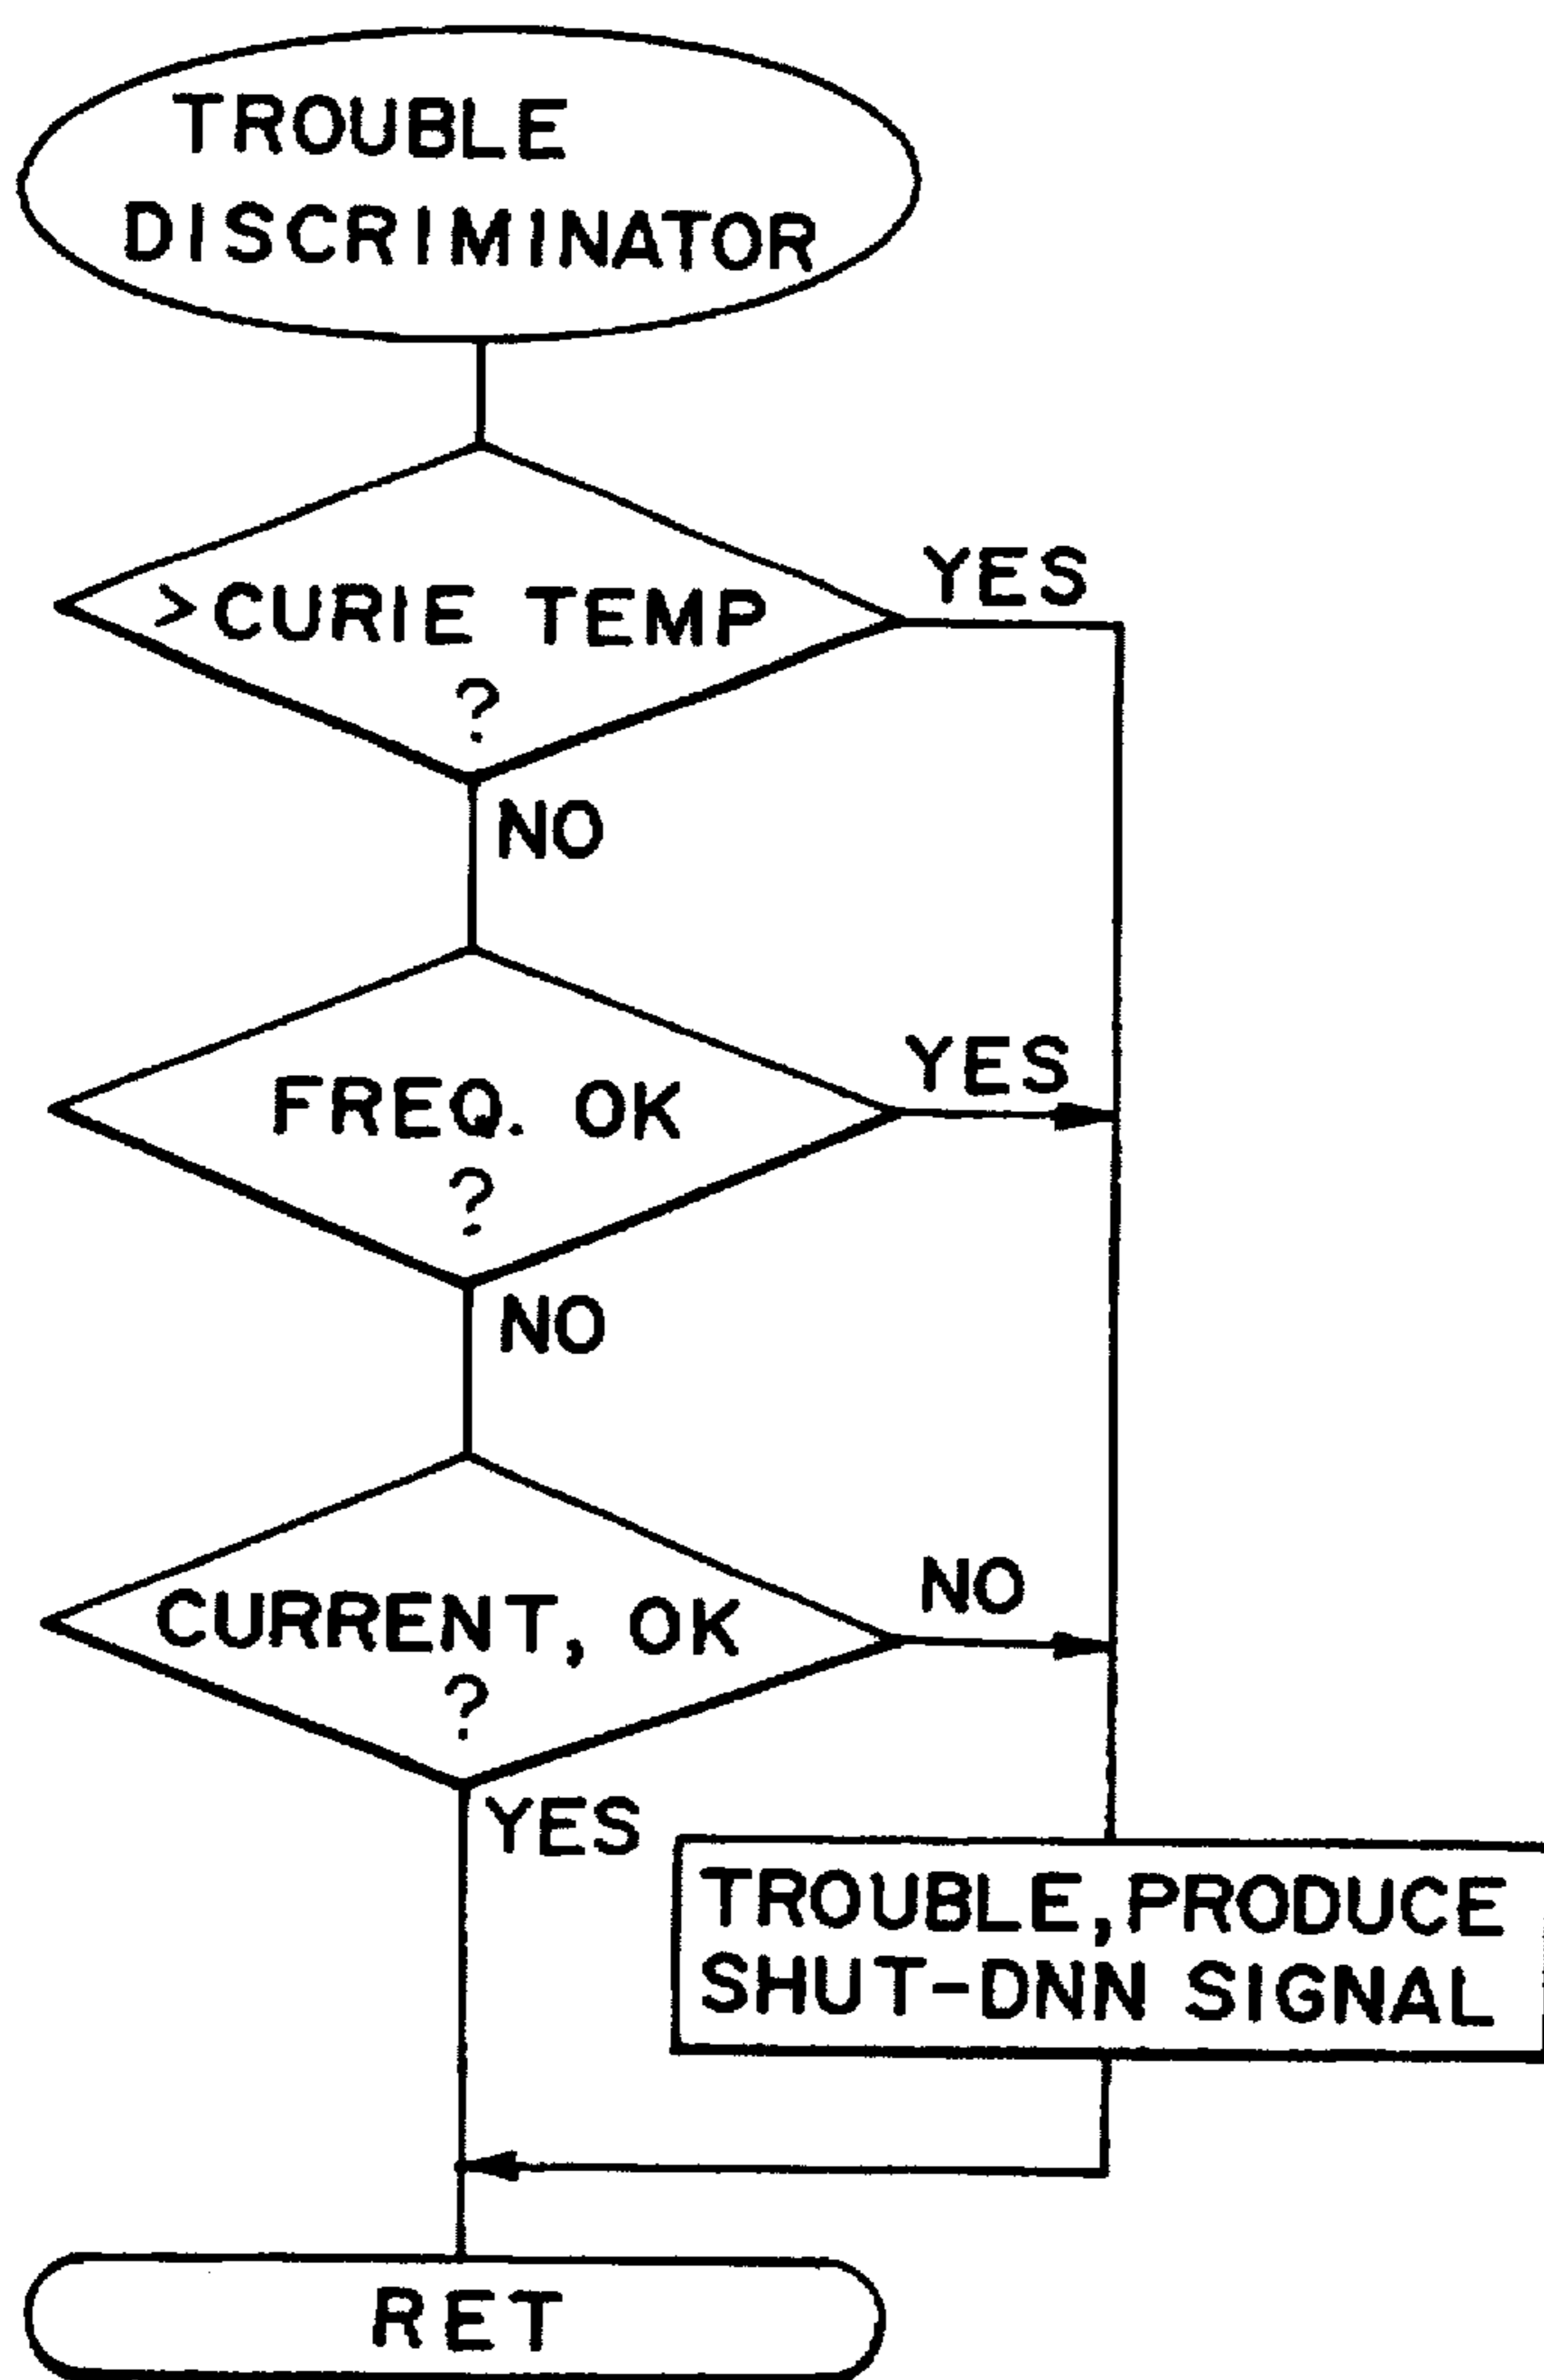 TROUBLE
DISCRIMINATOR
>CURIE TEMP
?
YES
NO
FREQ. OK
?
YES
NO
CURRENT, OK
?
NO
YES
TROUBLE, PRODUCE
SHUT-DNN SIGNAL
RET